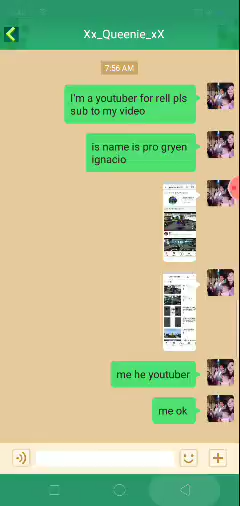 Xx_Queenie_xX
7:56 AM
I'm a youtuber for rell pls
sub to my video
is name is pro gryen
ignacio
me he youtuber
me ok